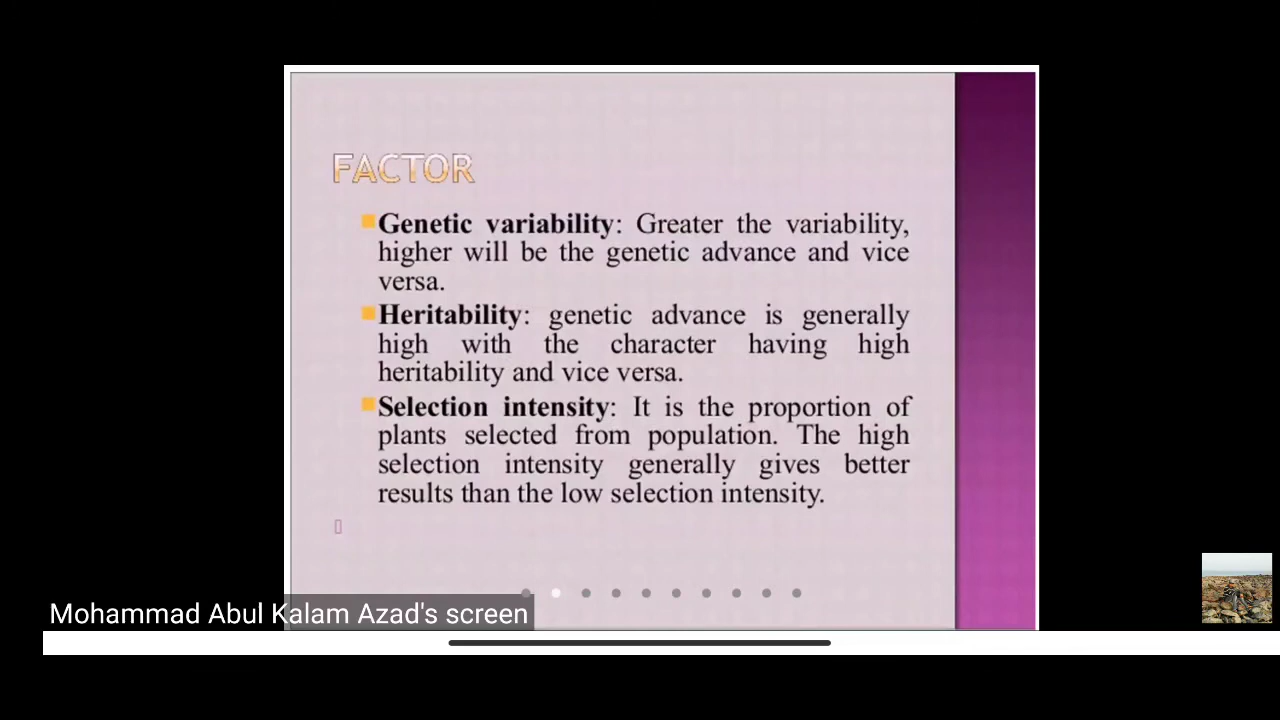 FACTOR
Genetic variability: Greater the variability,
higher will be the genetic advance and vice
versa.
Heritability: genetic advance is generally
high with the character having high
heritability and vice versa.
Selection intensity: It is the proportion of
plants selected from population. The high
selection intensity generally gives better
results than the low selection intensity.
Mohammad Abul Kalam Azad's screen